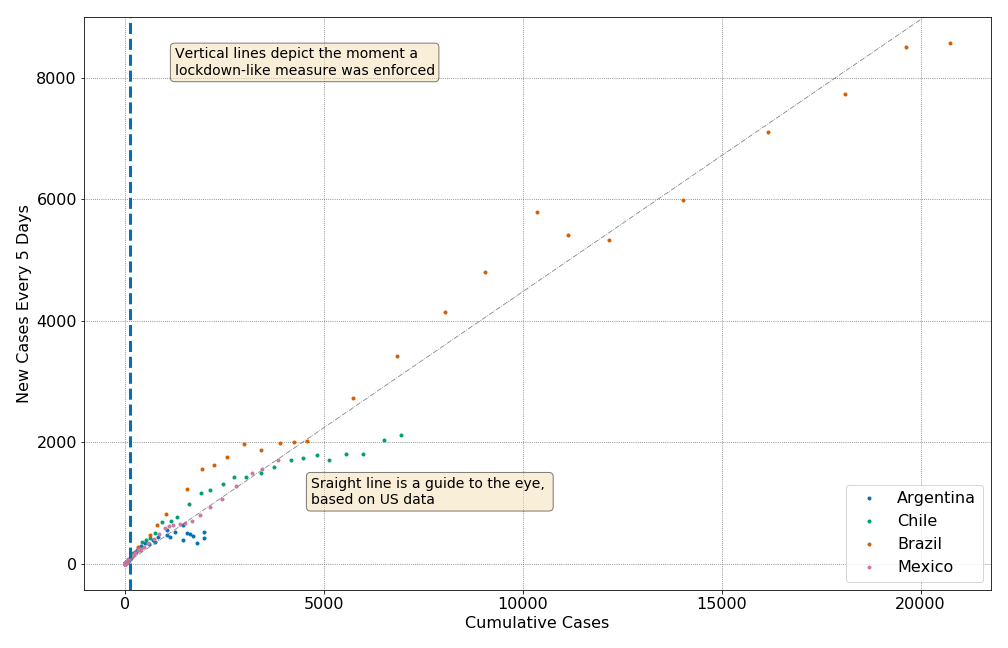 Vertical lines depict the moment a
lockdown-like measure was enforced
8000
6000
4000
2000
0
New Cases Every 5 Days
Sraight line is a guide to the eye,
based on US data
Argentina
Chile
Brazil
Mexico
0 5000 10000 15000 20000
Cumulative Cases